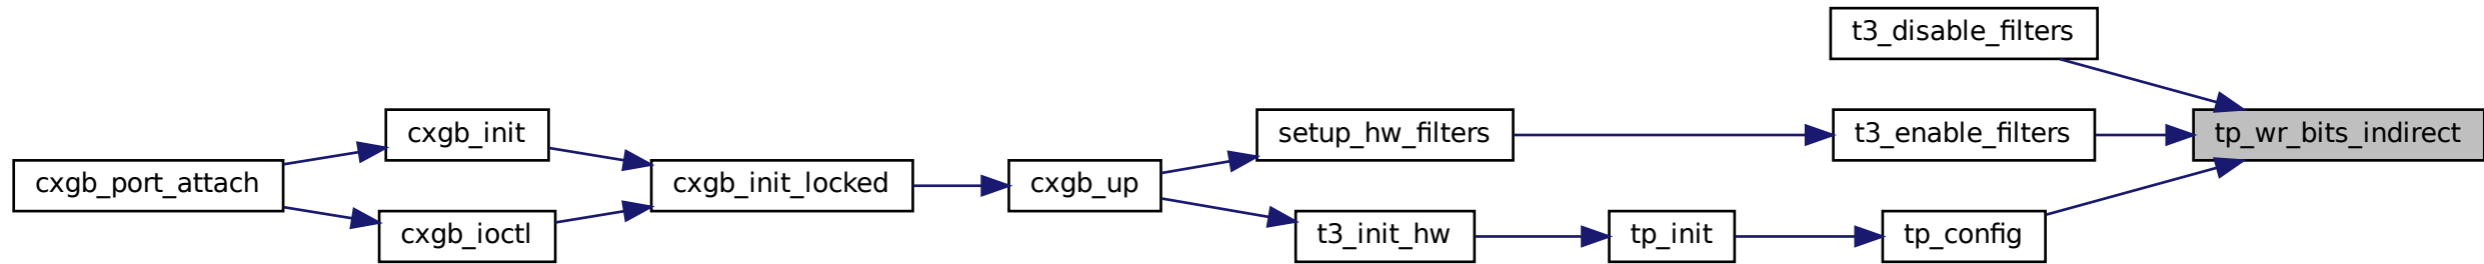 t3_disable_filters
cxgb_init
setup_hw_filters
t3_enable_filters
tp_wr_bits_indirect
cxgb_port_attach
cxgb_init_locked
cxgb_up
cxgb_ioctl
t3_init_hw
tp_init
tp_config